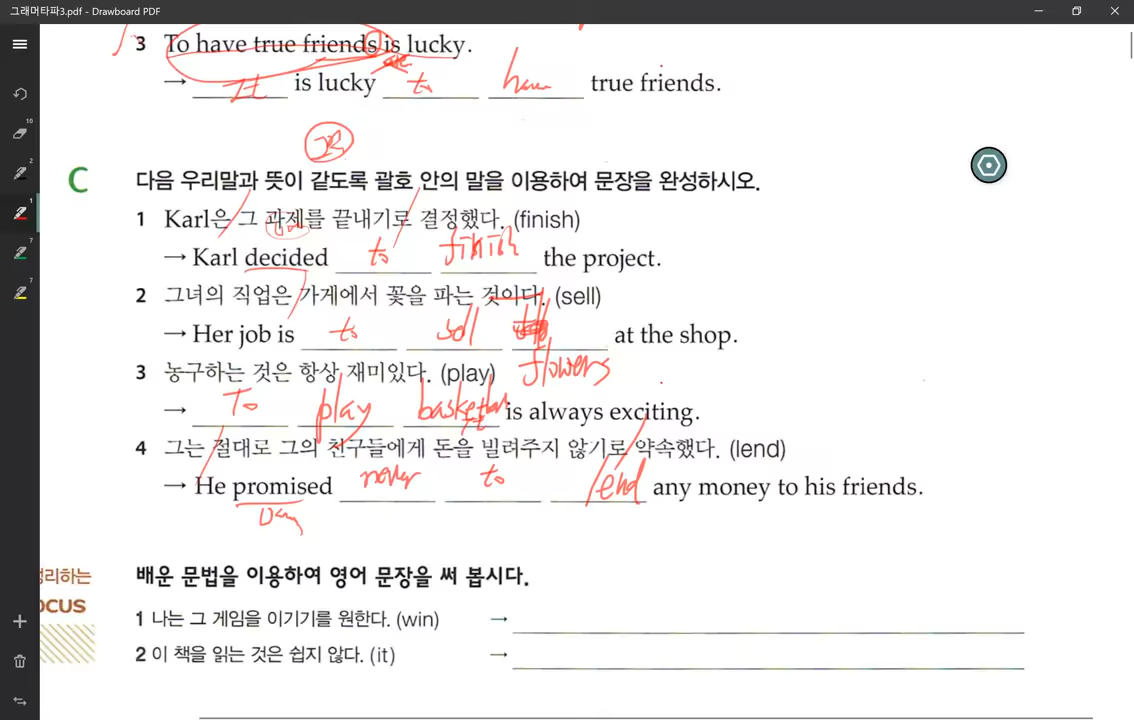 그래머타파3.pdf - Drawboard PDF
3 To have true friends is lucky.
→ It is lucky to have true friends.
C 다음 우리말과 뜻이 같도록 괄호 안의 말을 이용하여 문장을 완성하시오.
1 Karl은 그 과제를 끝내기로 결정했다. (finish)
→ Karl decided to finish the project.
2 그녀의 직업은 가게에서 꽃을 파는 것이다. (sell)
→ Her job is to sell at the shop.
flowers
3 농구하는 것은 항상 재미있다. (play)
→ To play basketball is always exciting.
4 그는 절대로 그의 친구들에게 돈을 빌려주지 않기로 약속했다. (lend)
→ He promised never to lend any money to his friends.
정리하는 배운 문법을 이용하여 영어 문장을 써 봅시다.
OCUS
1 나는 그 게임을 이기기를 원한다. (win) →
2 이 책을 읽는 것은 쉽지 않다. (it) →
10
2
1
7
7